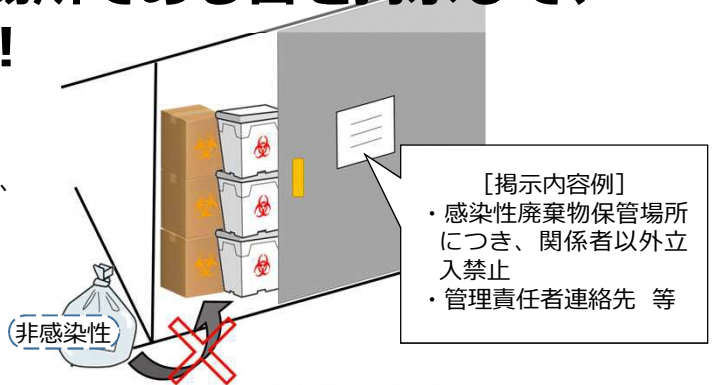 ！
、
［掲示内容例］
・感染性廃棄物保管場所
につき、関係者以外立
入禁止
・管理責任者連絡先 等
非感染性